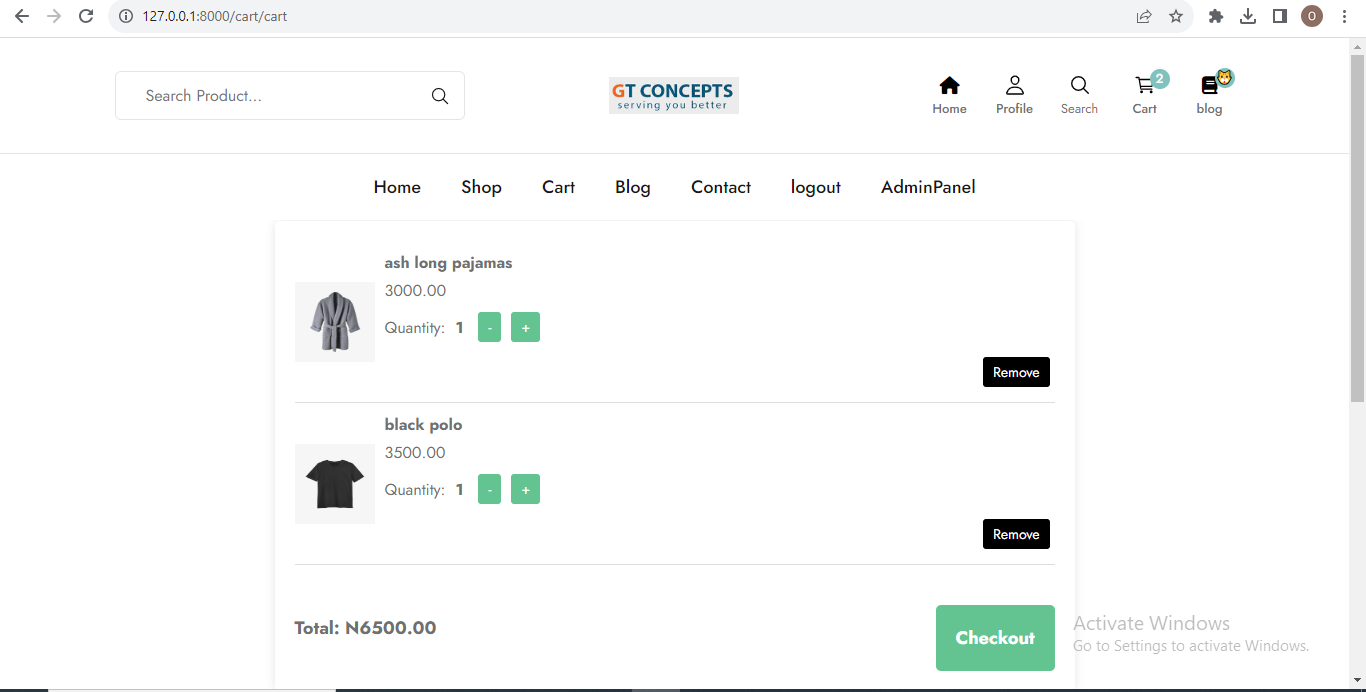 127.0.0.1:8000/cart/cart
O
Search Product...
GT CONCEPTS
serving you better
2
Home Profile Search Cart blog
Home Shop Cart Blog Contact logout AdminPanel
ash long pajamas
3000.00
Quantity: 1 - +
Remove
black polo
3500.00
Quantity: 1 - +
Remove
Total: N6500.00
Checkout
Activate Windows
Go to Settings to activate Windows.